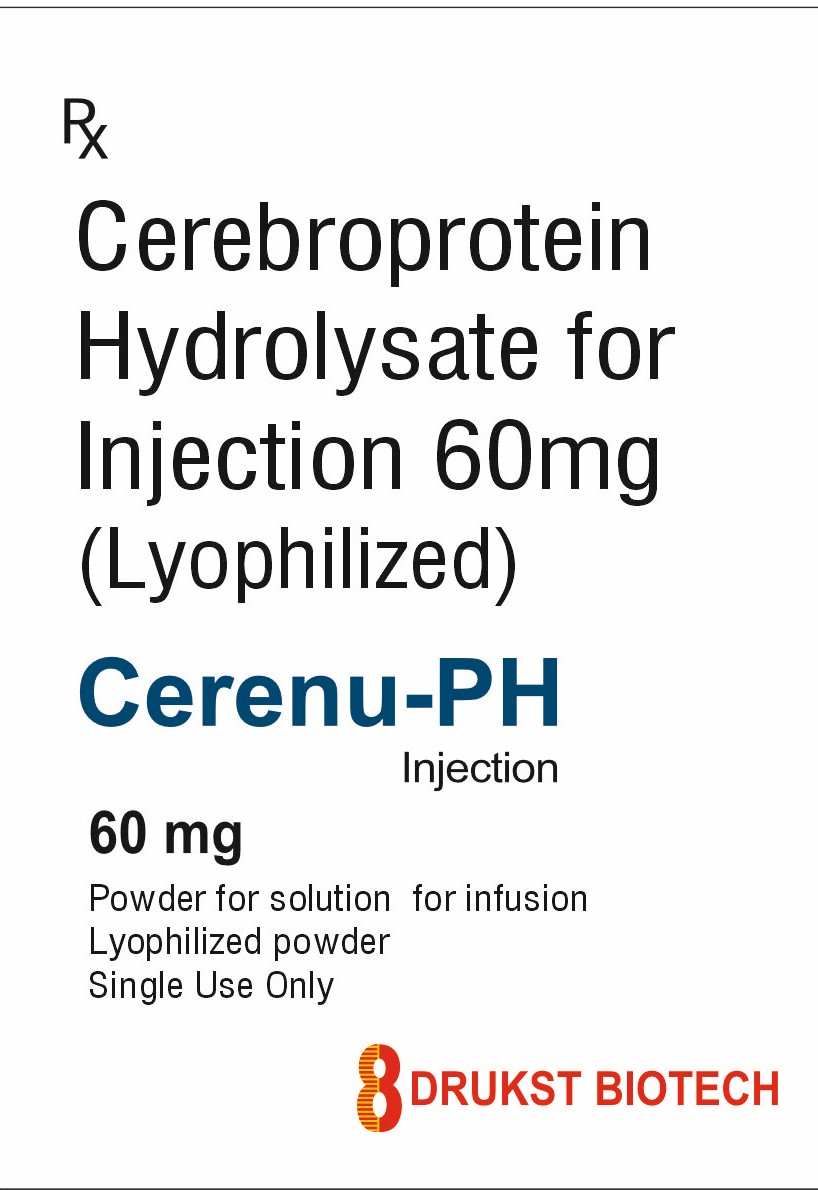 Rx
Cerebroprotein
Hydrolysate for
Injection 60mg
(Lyophilized)
Cerenu-PH
Injection
60 mg
Powder for solution for infusion
Lyophilized powder
Single Use Only
DRUKST BIOTECH